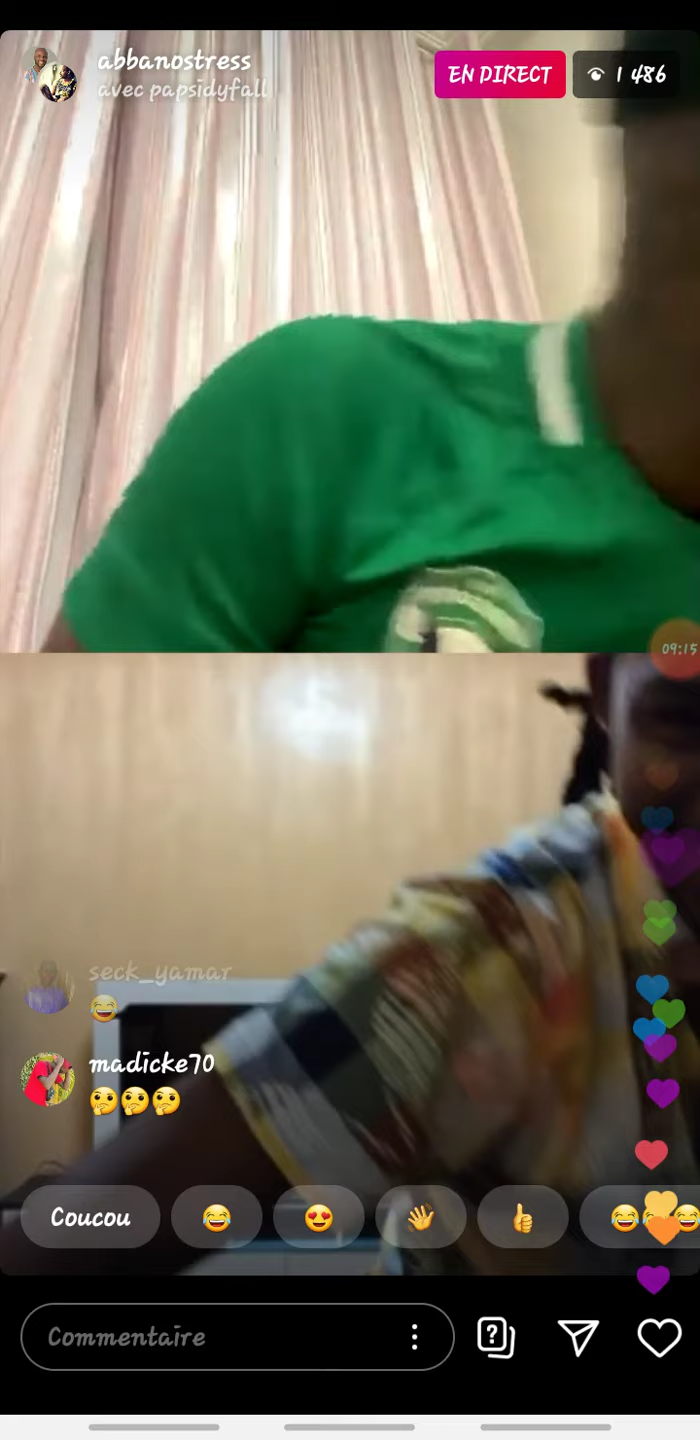 abbanostress
avec papsidyfall
EN DIRECT
1 486
09:15
seck_yamar
😂
madicke70
🤔🤔🤔
Coucou
😂
😍
👋
👍
😂😂😂
Commentaire